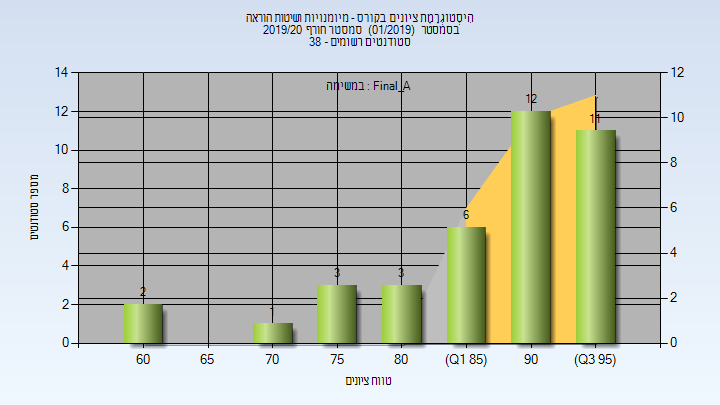 היסטוגרמת ציונים בקורס - מיומנויות ושיטות הוראה
בסמסטר (01/2019) סמסטר חורף 2019/20
סטודנטים רשומים - 38
במשימה : Final_A
14 12 10 8 6 4 2 0
12 10 8 6 4 2 0
2 1 3 3 6 12 11
60 65 70 75 80 (Q1 85) 90 (Q3 95)
מספר סטודנטים
טווח ציונים